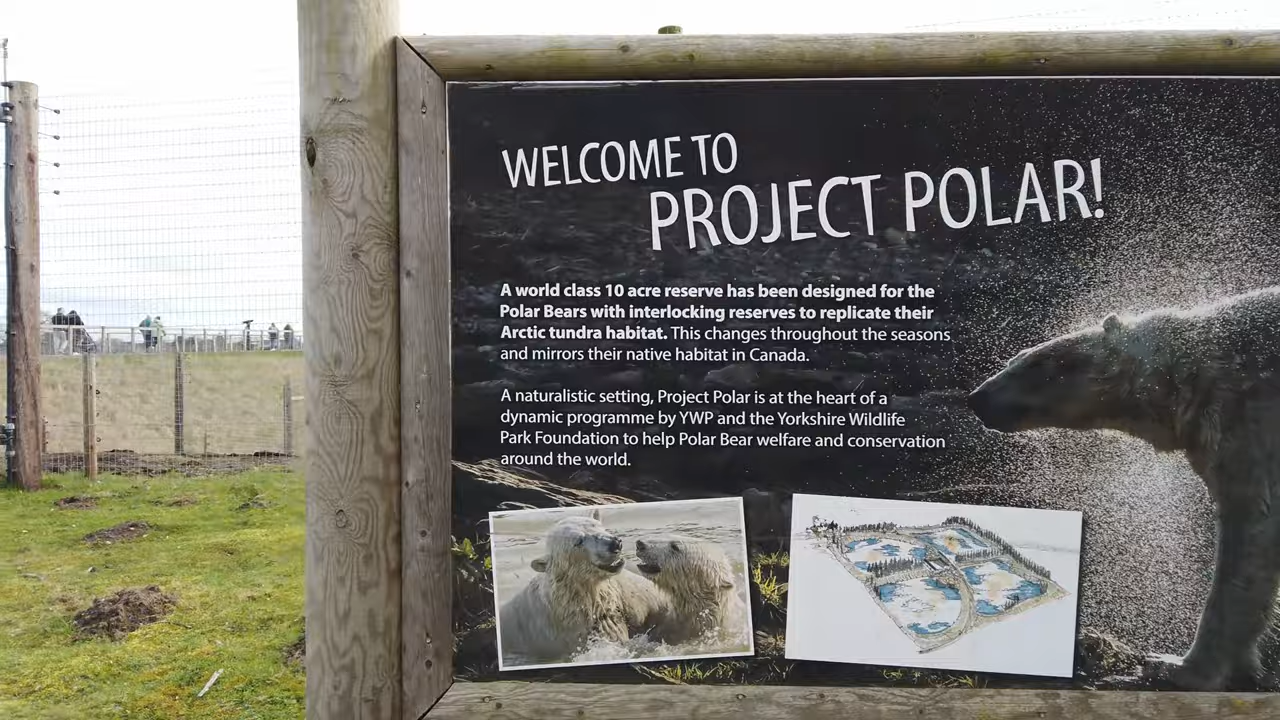 WELCOME TO
PROJECT POLAR!
A world class 10 acre reserve has been designed for the
Polar Bears with interlocking reserves to replicate their
Arctic tundra habitat. This changes throughout the seasons
and mirrors their native habitat in Canada.
A naturalistic setting, Project Polar is at the heart of a
dynamic programme by YWP and the Yorkshire Wildlife
Park Foundation to help Polar Bear welfare and conservation
around the world.